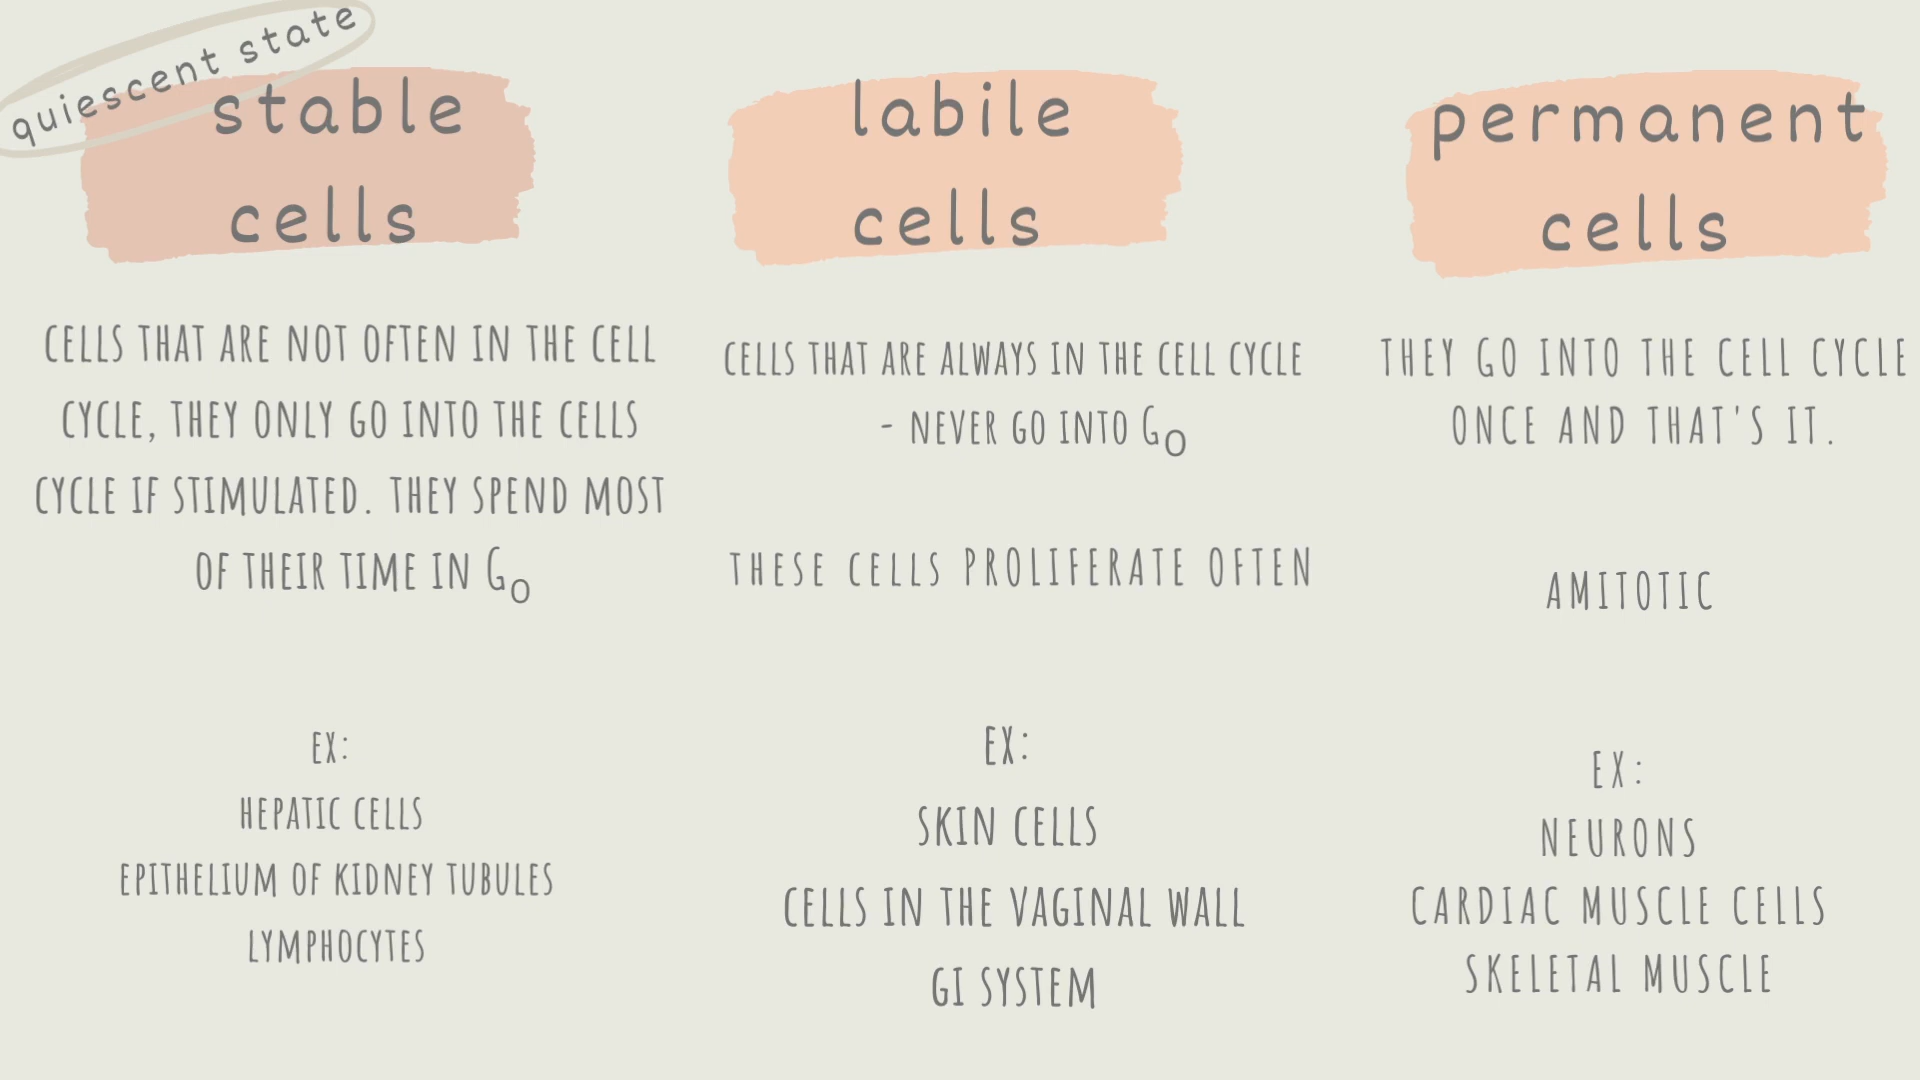 quiescent state
stable
cells
CELLS THAT ARE NOT OFTEN IN THE CELL
CYCLE, THEY ONLY GO INTO THE CELLS
CYCLE IF STIMULATED. THEY SPEND MOST
OF THEIR TIME IN G₀
EX:
HEPATIC CELLS
EPITHELIUM OF KIDNEY TUBULES
LYMPHOCYTES
labile
cells
CELLS THAT ARE ALWAYS IN THE CELL CYCLE
- NEVER GO INTO G₀
THESE CELLS PROLIFERATE OFTEN
EX:
SKIN CELLS
CELLS IN THE VAGINAL WALL
GI SYSTEM
permanent
cells
THEY GO INTO THE CELL CYCLE
ONCE AND THAT'S IT.
AMITOTIC
EX:
NEURONS
CARDIAC MUSCLE CELLS
SKELETAL MUSCLE